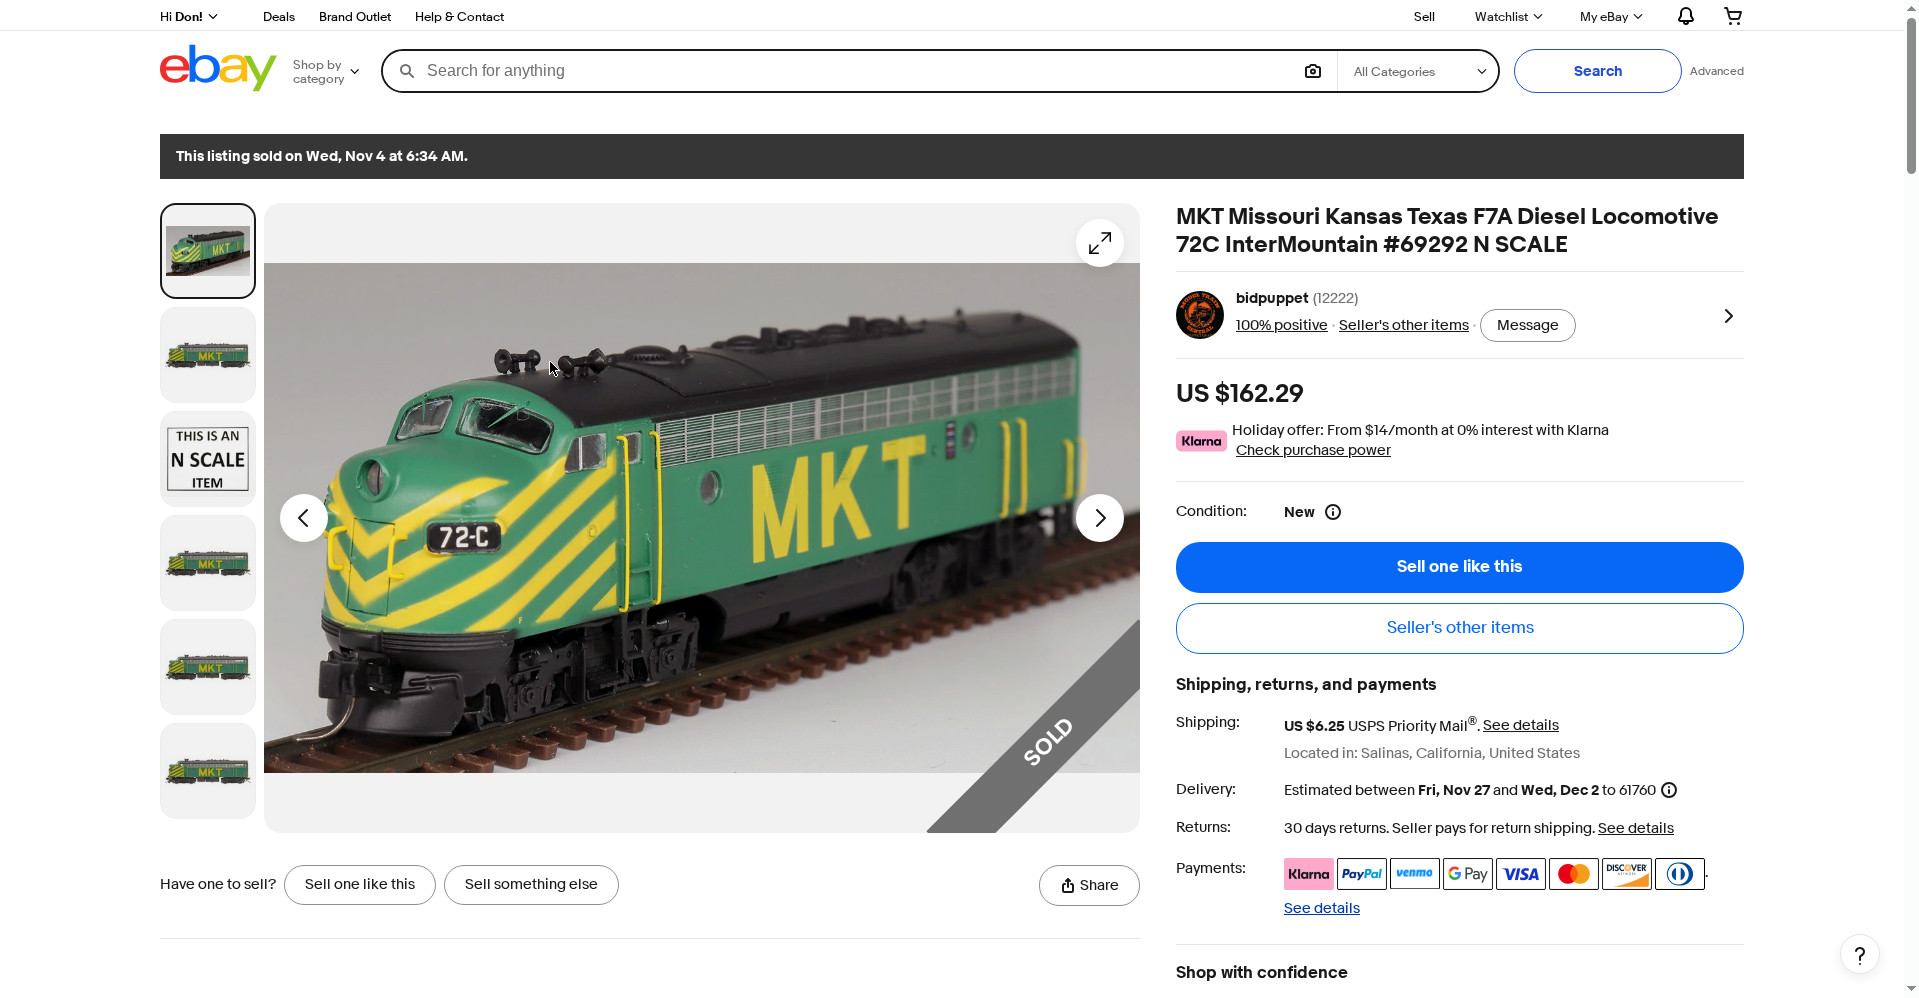 Hi Don!
Deals
Brand Outlet
Help & Contact
Sell
Watchlist
My eBay
ebay
Shop by
category
Search for anything
All Categories
Search
Advanced
This listing sold on Wed, Nov 4 at 6:34 AM.
MKT
MKT
THIS IS AN
N SCALE
ITEM
MKT
MKT
MKT
MKT
72-C
F
SOLD
Have one to sell?
Sell one like this
Sell something else
Share
MKT Missouri Kansas Texas F7A Diesel Locomotive
72C InterMountain #69292 N SCALE
MODEL TRAIN
CENTRAL
bidpuppet (12222)
100% positive · Seller's other items · Message
US $162.29
Klarna
Holiday offer: From $14/month at 0% interest with Klarna
Check purchase power
Condition: New
Sell one like this
Seller's other items
Shipping, returns, and payments
Shipping: US $6.25 USPS Priority Mail®. See details
Located in: Salinas, California, United States
Delivery: Estimated between Fri, Nov 27 and Wed, Dec 2 to 61760
Returns: 30 days returns. Seller pays for return shipping. See details
Payments: Klarna PayPal venmo G Pay VISA DISCOVER NETWORK .
See details
Shop with confidence
?